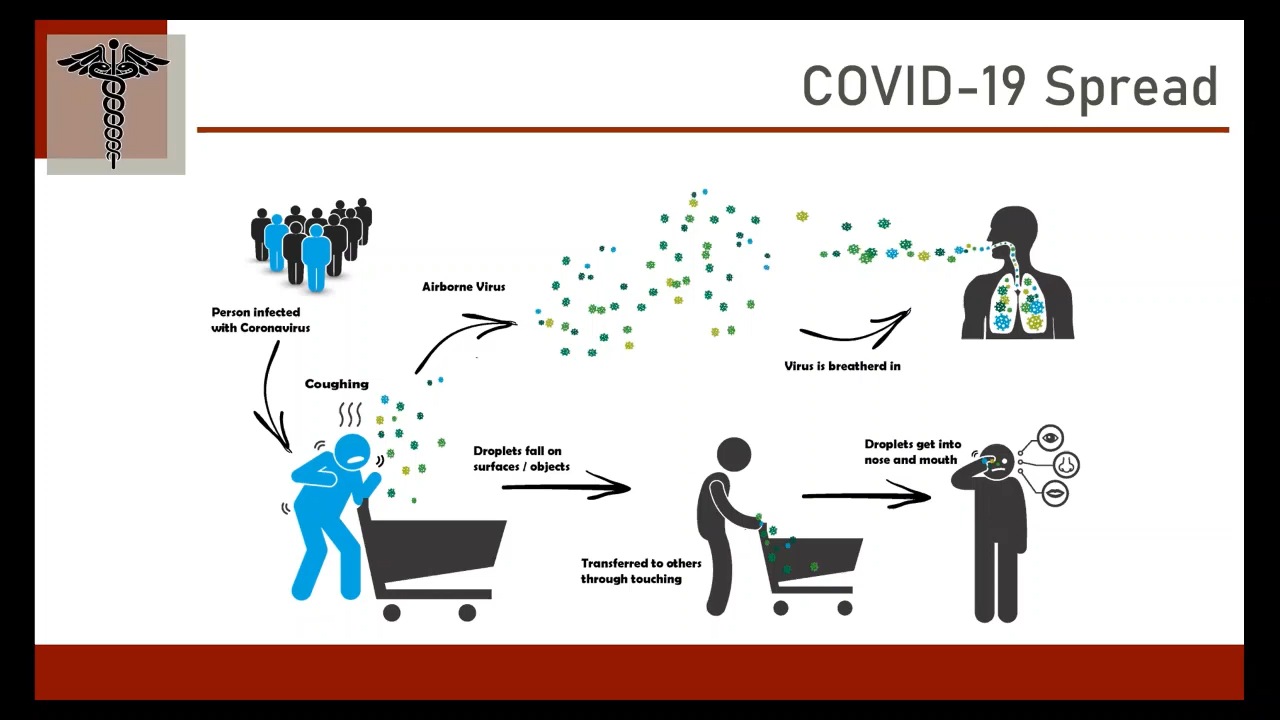 COVID-19 Spread
Airborne Virus
Person infected
with Coronavirus
Virus is breatherd in
Coughing
Droplets fall on
surfaces / objects
Droplets get into
nose and mouth
Transferred to others
through touching